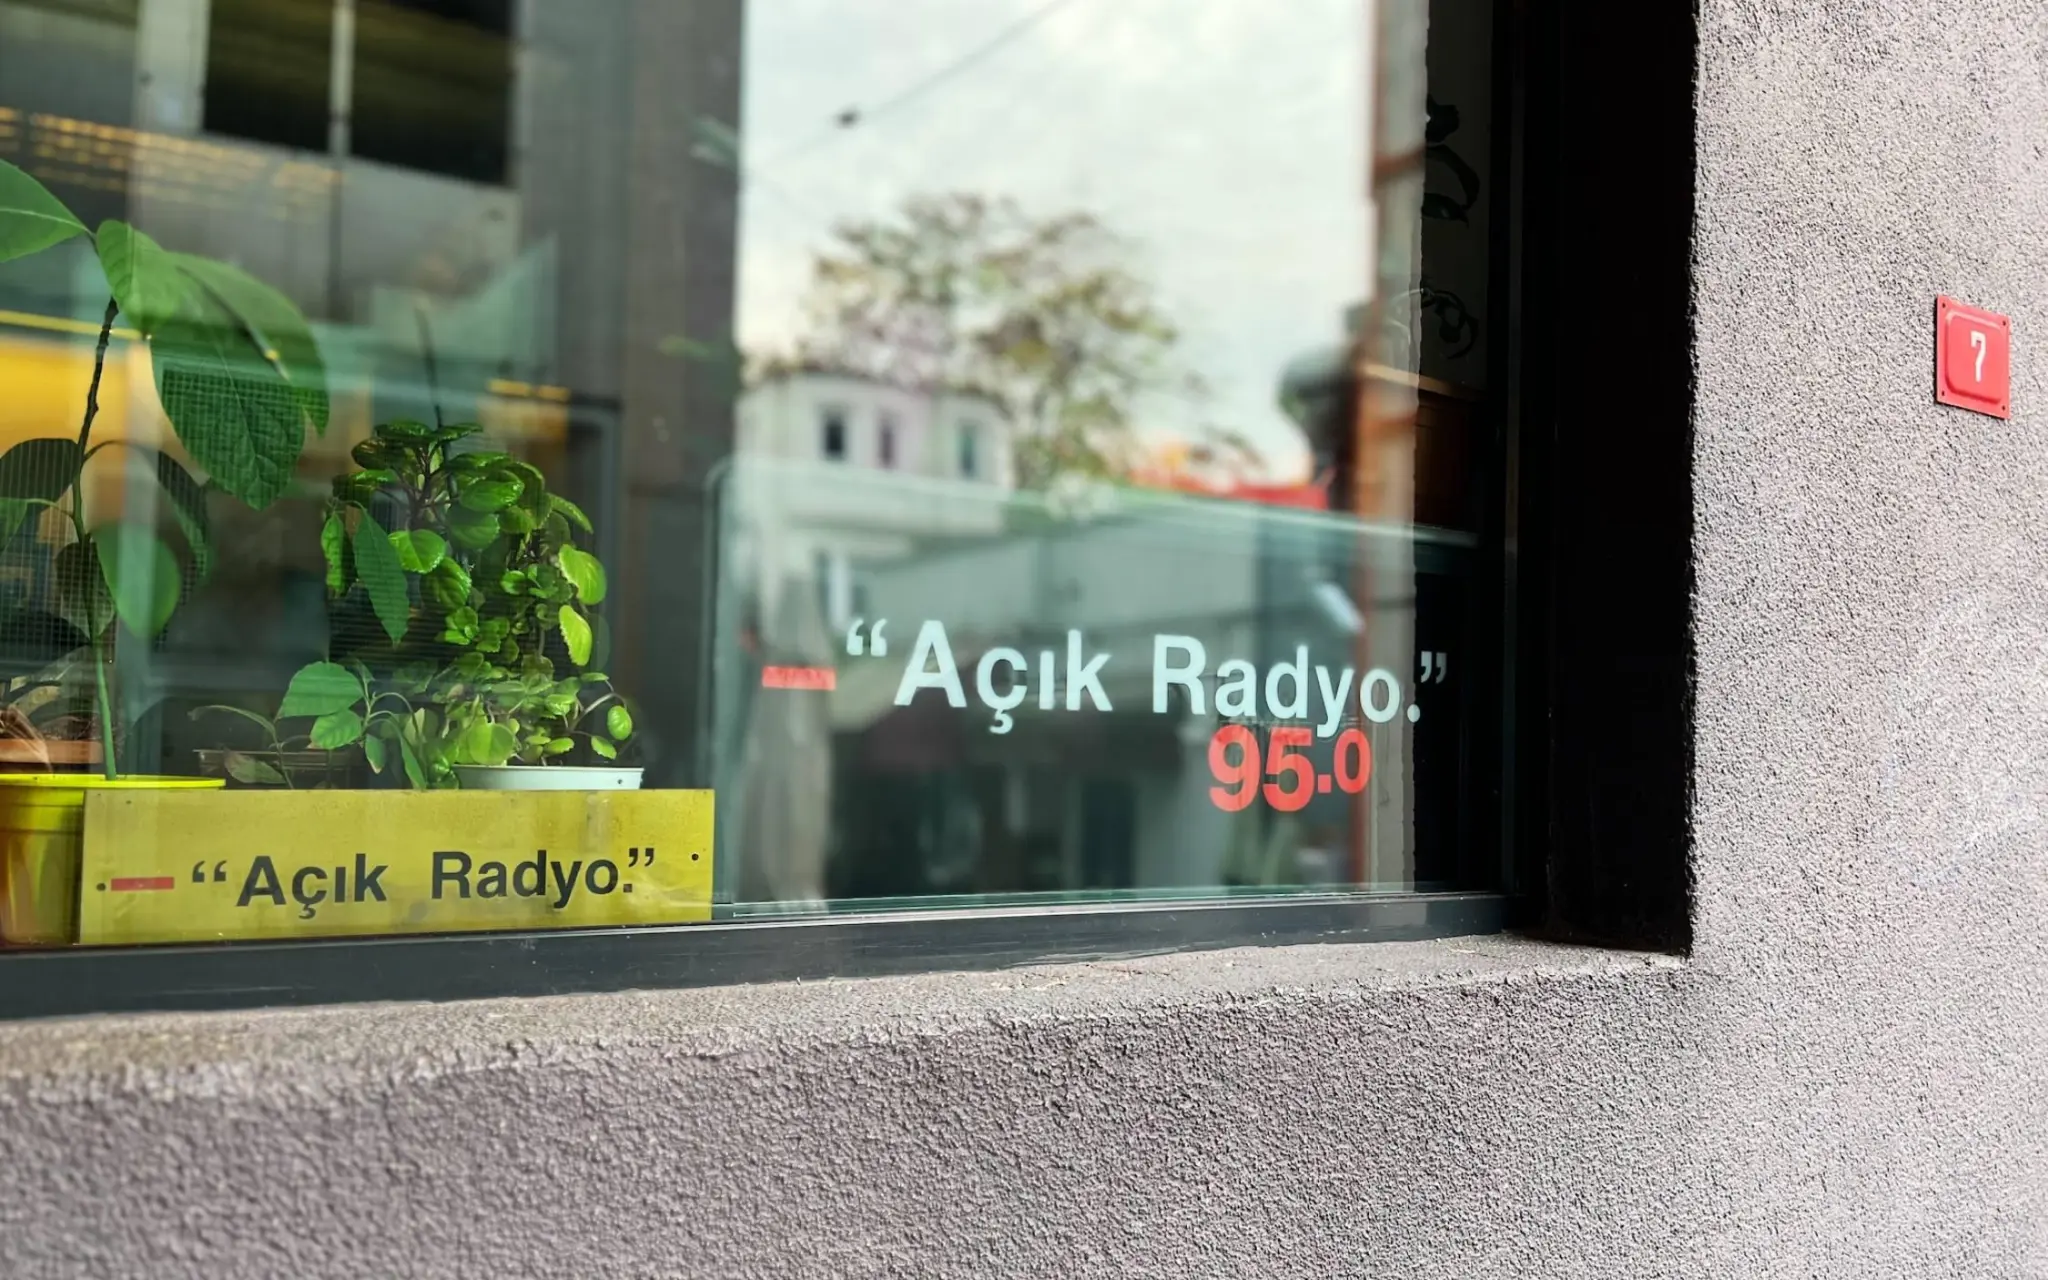 —“Açık Radyo.”
95.0
—“Açık Radyo.”
7